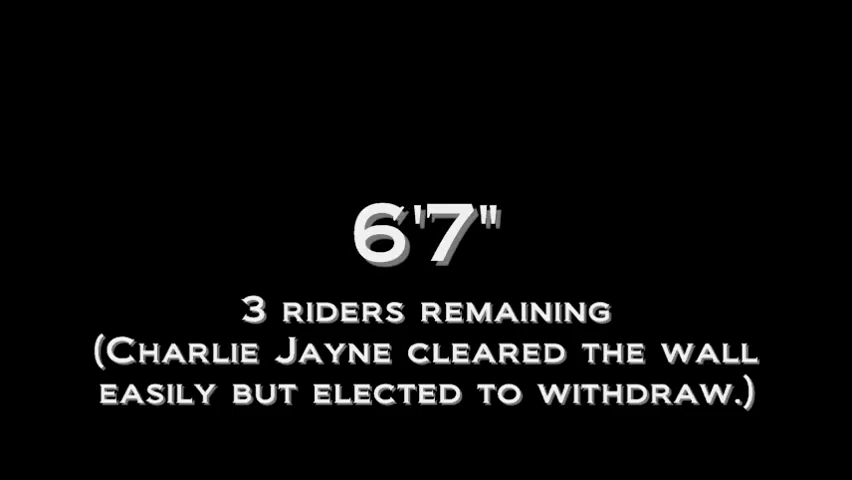 6'7"
3 riders remaining
(Charlie Jayne cleared the wall
easily but elected to withdraw.)